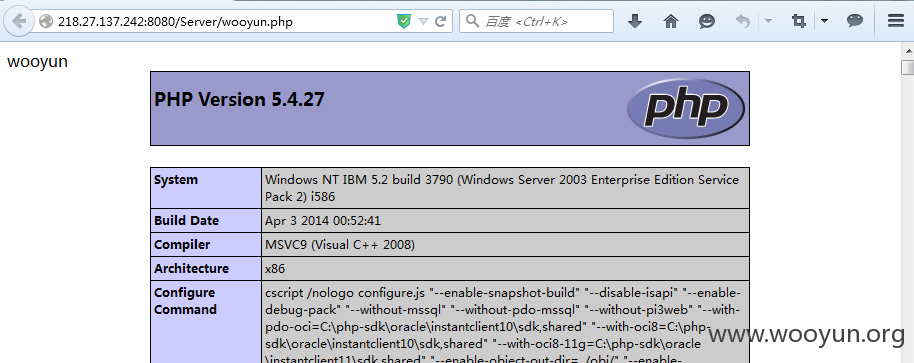 218.27.137.242:8080/Server/wooyun.php
百度 <Ctrl+K>
wooyun
PHP Version 5.4.27
php
System
Windows NT IBM 5.2 build 3790 (Windows Server 2003 Enterprise Edition Service
Pack 2) i586
Build Date
Apr 3 2014 00:52:41
Compiler
MSVC9 (Visual C++ 2008)
Architecture
x86
Configure
Command
cscript /nologo configure.js "--enable-snapshot-build" "--disable-isapi" "--enable-
debug-pack" "--without-mssql" "--without-pdo-mssql" "--without-pi3web" "--with-
pdo-oci=C:\php-sdk\oracle\instantclient10\sdk,shared" "--with-oci8=C:\php-
sdk\oracle\instantclient10\sdk,shared" "--with-oci8-11g=C:\php-sdk\oracle
\instantclient11\sdk,shared" "--enable-object-out-dir=../obj/" "--enable-
www.wooyun.org